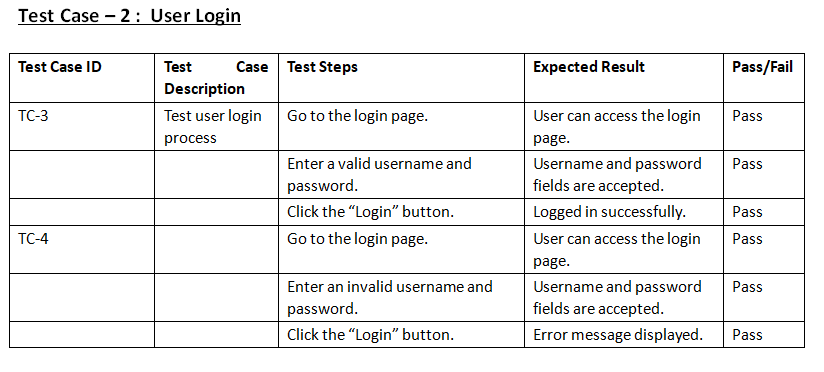 Test Case – 2 : User Login
Test Case ID
Test Case
Description
Test Steps
Expected Result
Pass/Fail
TC-3
Test user login
process
Go to the login page.
User can access the login
page.
Pass
Enter a valid username and
password.
Username and password
fields are accepted.
Pass
Click the “Login” button.
Logged in successfully.
Pass
TC-4
Go to the login page.
User can access the login
page.
Pass
Enter an invalid username and
password.
Username and password
fields are accepted.
Pass
Click the “Login” button.
Error message displayed.
Pass